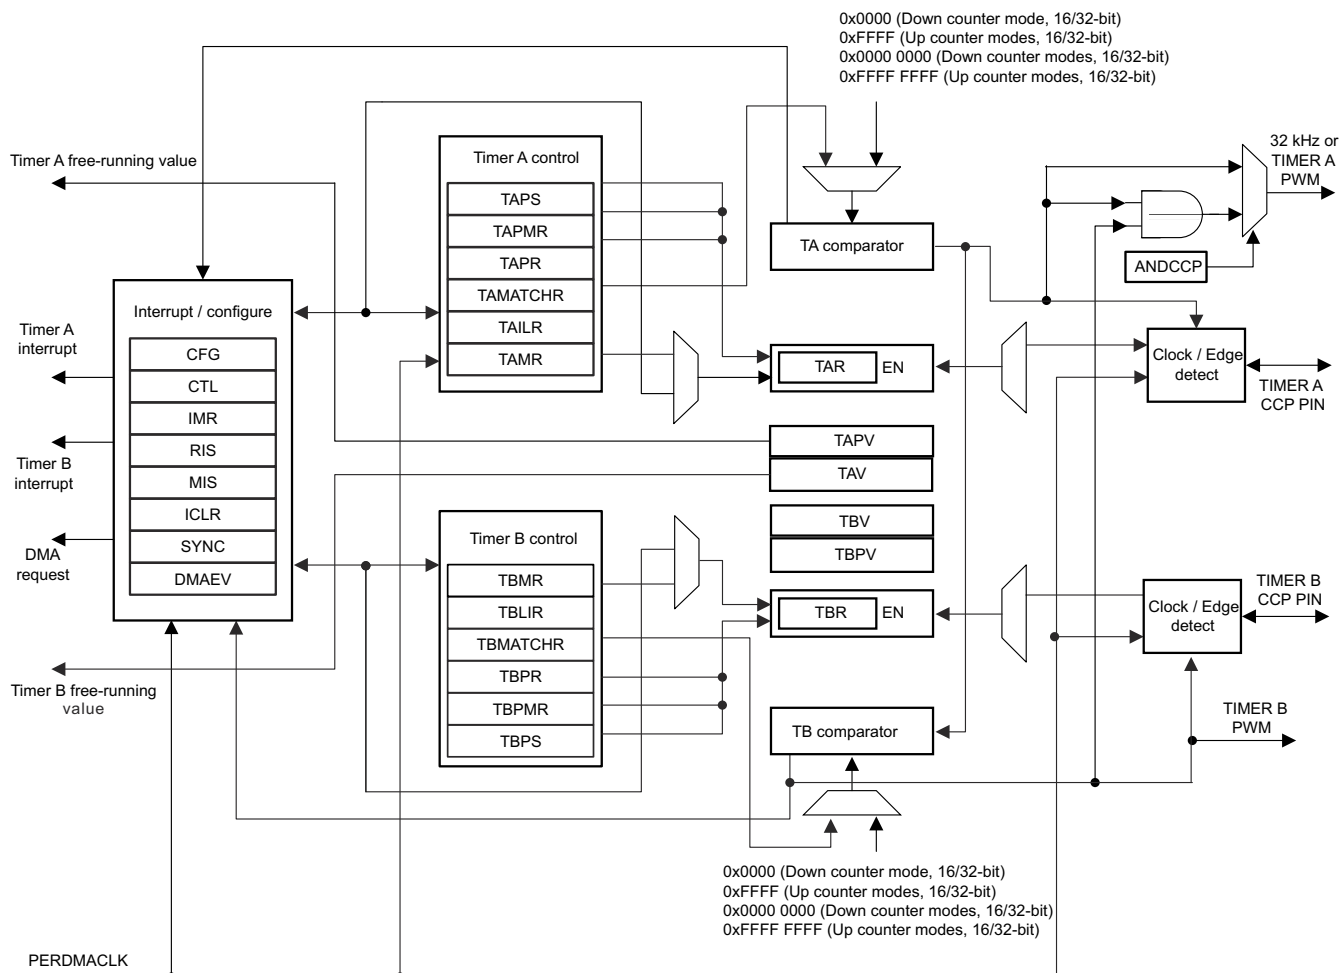 0x0000 (Down counter mode, 16/32-bit)
0xFFFF (Up counter modes, 16/32-bit)
0x0000 0000 (Down counter modes, 16/32-bit)
0xFFFF FFFF (Up counter modes, 16/32-bit)
Timer A free-running value
Timer A control
TAPS
TAPMR
TAPR
TAMATCHR
TAILR
TAMR
TA comparator
32 kHz or
TIMER A
PWM
ANDCCP
Interrupt / configure
CFG
CTL
IMR
RIS
MIS
ICLR
SYNC
DMAEV
Timer A
interrupt
Timer B
interrupt
DMA
request
TAR
EN
Clock / Edge
detect
TIMER A
CCP PIN
TAPV
TAV
TBV
TBPV
Timer B control
TBMR
TBLIR
TBMATCHR
TBPR
TBPMR
TBPS
TBR
EN
Clock / Edge
detect
TIMER B
CCP PIN
Timer B free-running
value
TB comparator
TIMER B
PWM
0x0000 (Down counter mode, 16/32-bit)
0xFFFF (Up counter modes, 16/32-bit)
0x0000 0000 (Down counter modes, 16/32-bit)
0xFFFF FFFF (Up counter modes, 16/32-bit)
PERDMACLK